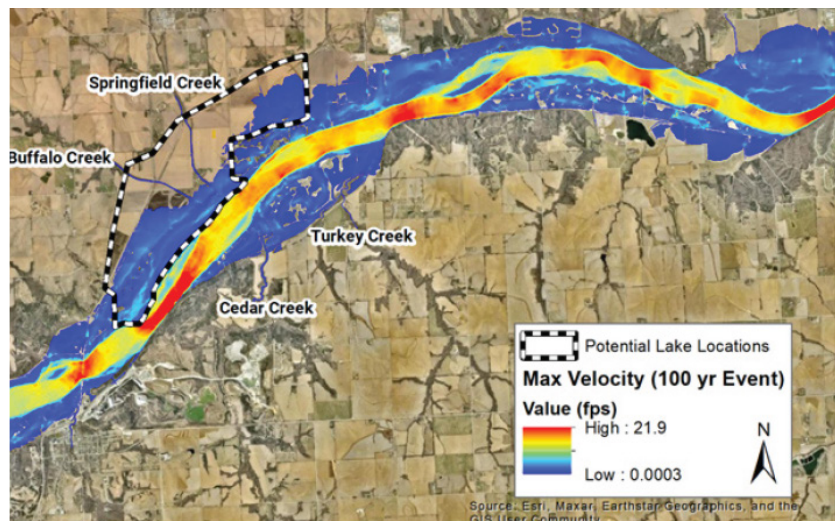 Springfield Creek
Buffalo Creek
Turkey Creek
Cedar Creek
Potential Lake Locations
Max Velocity (100 yr Event)
Value (fps)
High : 21.9
Low : 0.0003
N
Source: Esri, Maxar, Earthstar Geographics, and the
GIS User Community